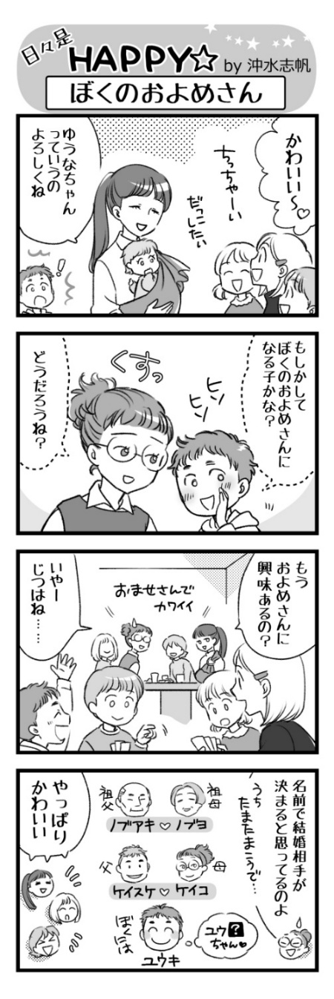 日々是
HAPPY☆
by 沖水志帆
ぼくのおよめさん
かわいい〜♡
ちっちゃーい
だっこしたい
ゆうなちゃん
っていうの
よろしくね
!
もしかして
ぼくのおよめさんに
なる子かな?
ヒソ
ヒソ
くすっ
どうだろうね?
もう
およめさんに
興味あるの?
おませさんで
カワイイ
いやー
じつはね……
名前で結婚相手が
決まると思ってるのよ
うち
たまたまこうで…
祖父
祖母
ノブアキ♡ノブヨ
父
母
ケイスケ♡ケイコ
ぼくには
ユウキ
ユウ?
ちゃん♥
やっぱり
かわいい